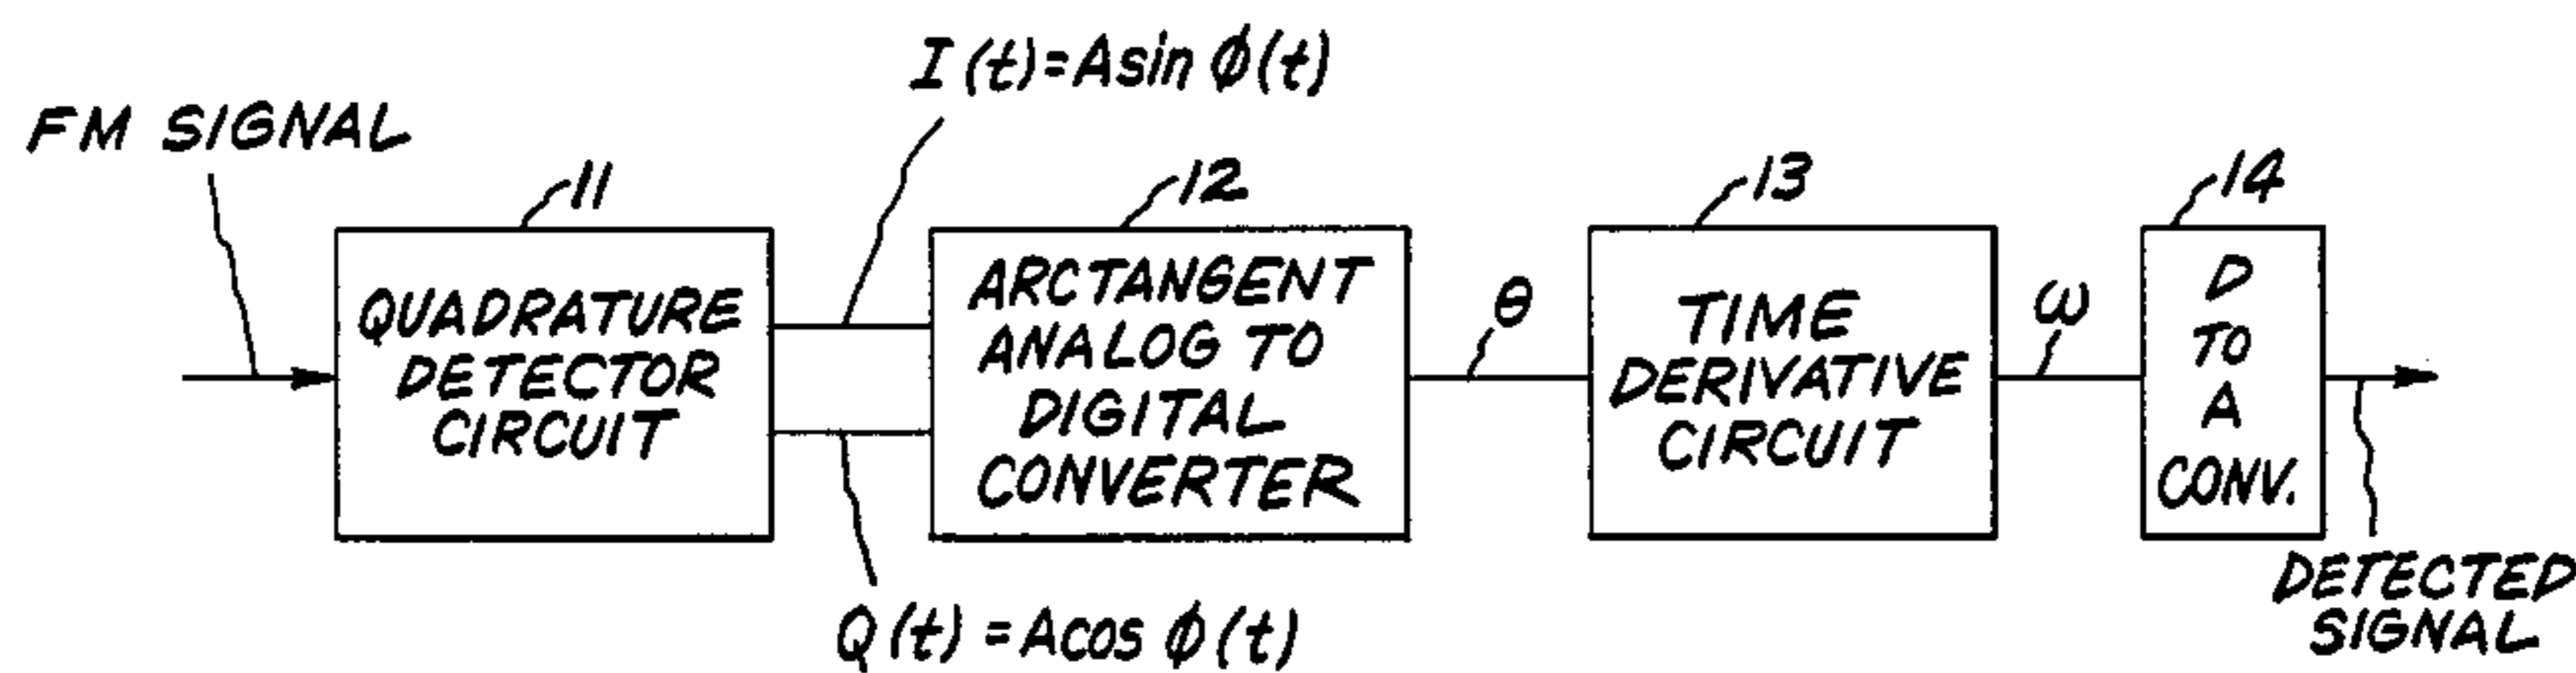 FM SIGNAL
I(t)=Asin ϕ(t)
11
12
13
14
QUADRATURE
DETECTOR
CIRCUIT
ARCTANGENT
ANALOG TO
DIGITAL
CONVERTER
θ
TIME
DERIVATIVE
CIRCUIT
ω
D
TO
A
CONV.
Q(t)=Acos ϕ(t)
DETECTED
SIGNAL